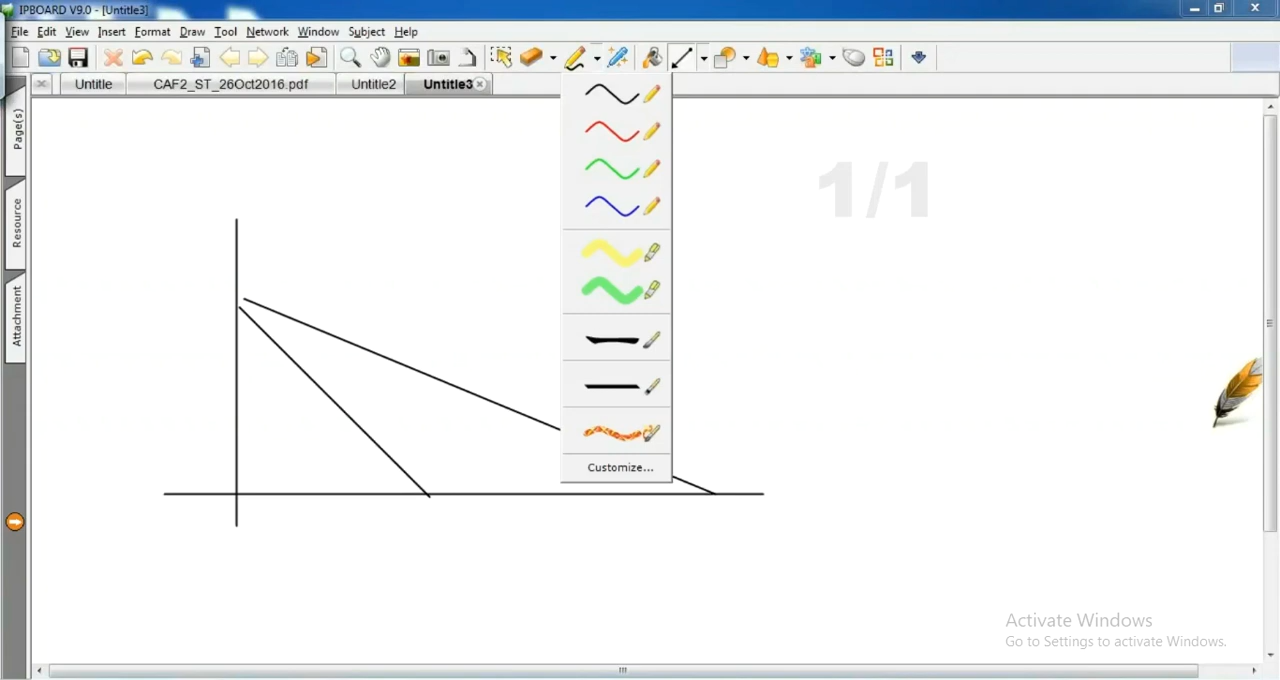 IPBOARD V9.0 - [Untitle3]
File Edit View Insert Format Draw Tool Network Window Subject Help
Untitle CAF2_ST_26Oct2016.pdf Untitle2 Untitle3
Page(s)
Resource
Attachment
1/1
Customize...
Activate Windows
Go to Settings to activate Windows.